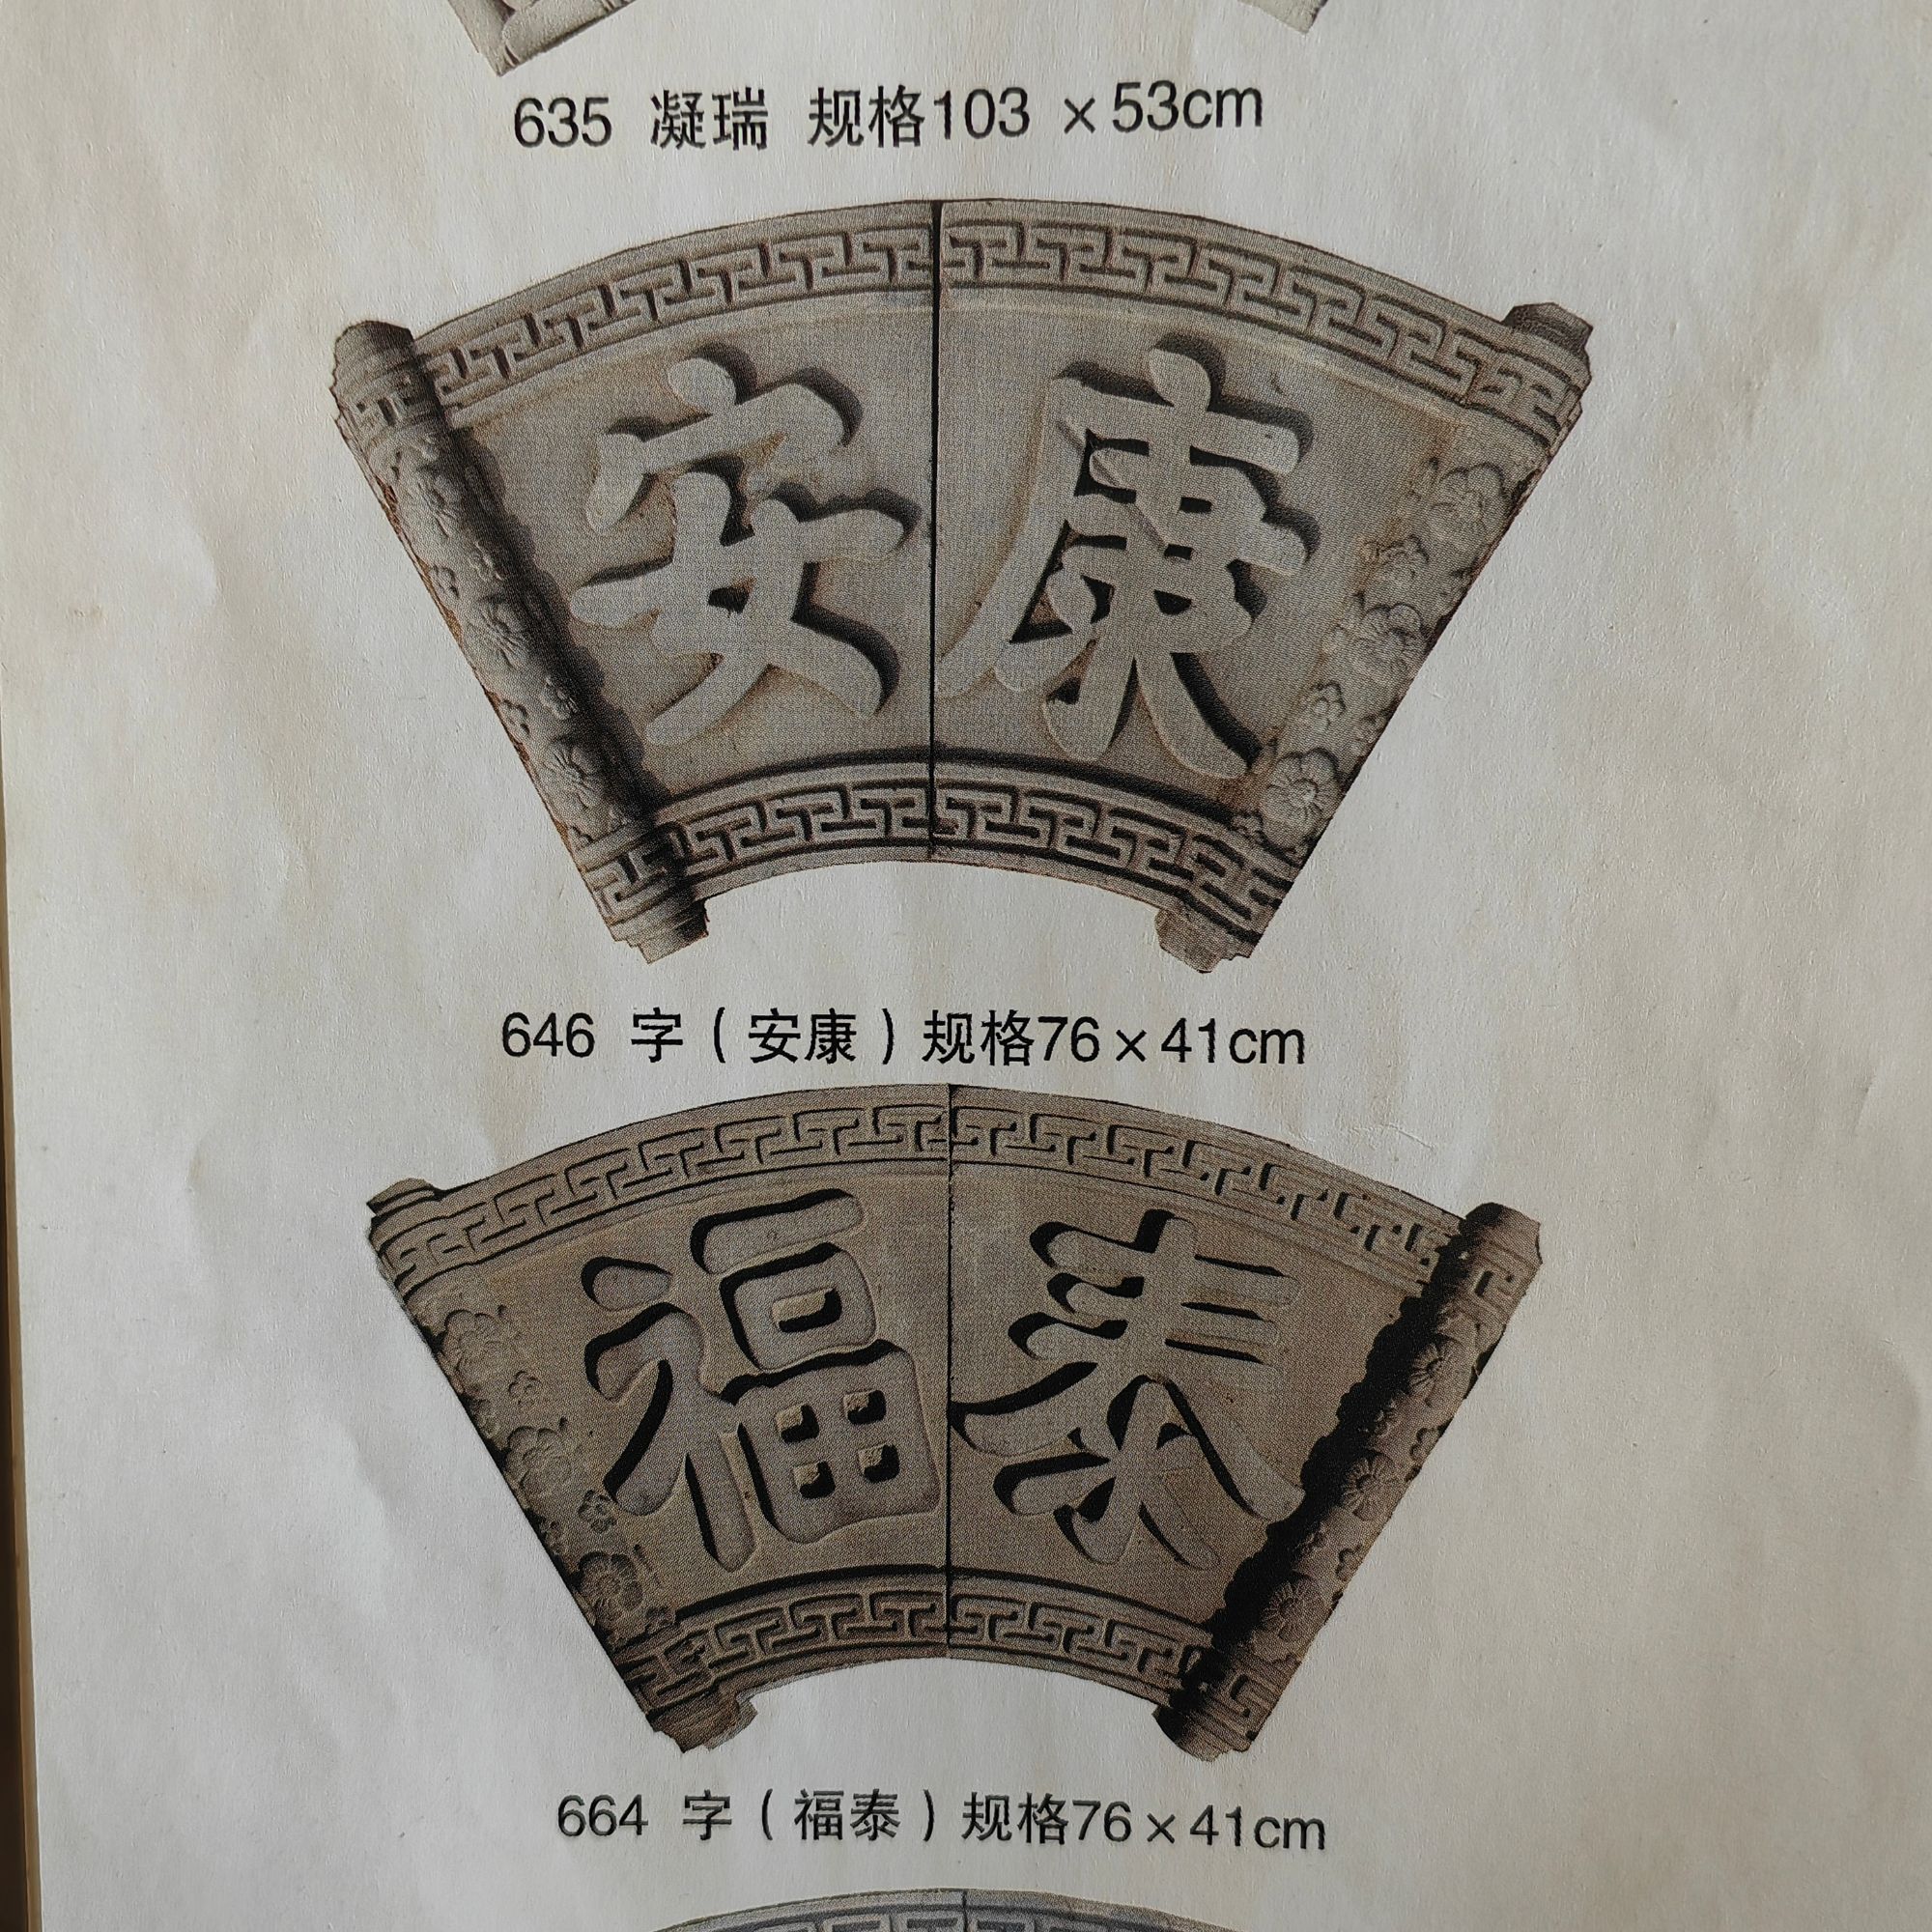 635 凝瑞 规格103 ×53cm
安康
646 字（安康）规格76×41cm
福泰
664 字（福泰）规格76×41cm